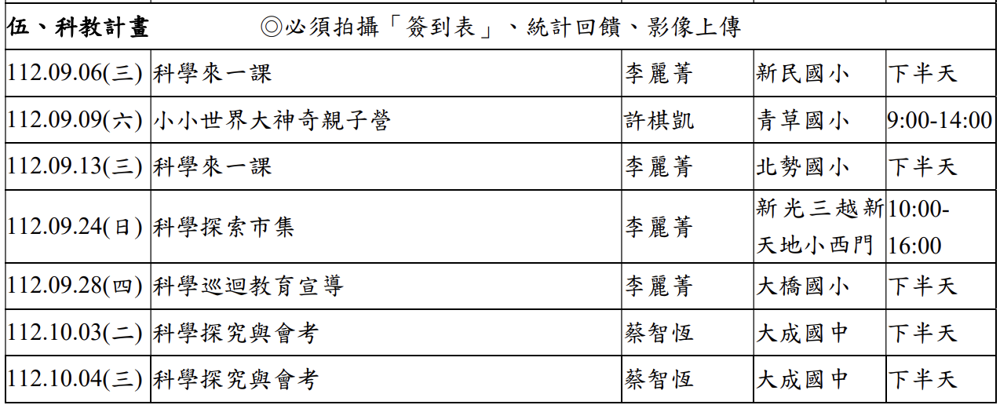 伍、科教計畫 ◎必須拍攝「簽到表」、統計回饋、影像上傳
112.09.06(三) 科學來一課 李麗菁 新民國小 下半天
112.09.09(六) 小小世界大神奇親子營 許棋凱 青草國小 9:00-14:00
112.09.13(三) 科學來一課 李麗菁 北勢國小 下半天
112.09.24(日) 科學探索市集 李麗菁 新光三越新天地小西門 10:00-16:00
112.09.28(四) 科學巡迴教育宣導 李麗菁 大橋國小 下半天
112.10.03(二) 科學探究與會考 蔡智恆 大成國中 下半天
112.10.04(三) 科學探究與會考 蔡智恆 大成國中 下半天